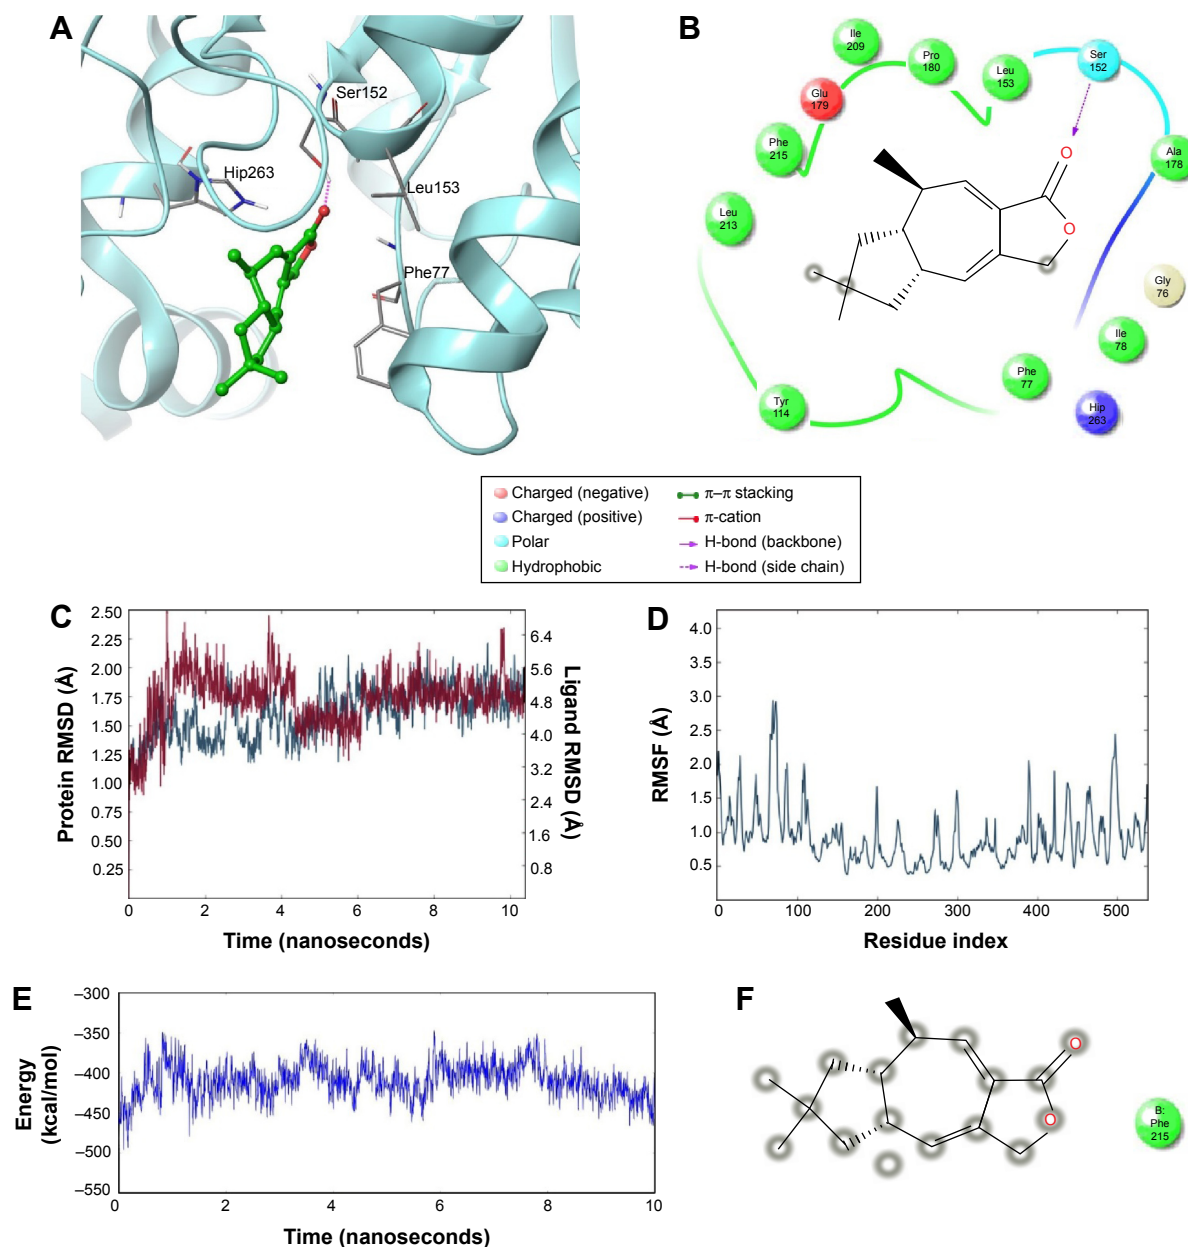 A
Ser152
Hip263
Leu153
Phe77
B
Ile
209
Pro
180
Leu
153
Ser
152
Glu
179
Phe
215
Ala
178
Leu
213
Gly
76
Ile
78
Phe
77
Tyr
114
Hip
263
O
O
Charged (negative)
Charged (positive)
Polar
Hydrophobic
π–π stacking
π-cation
H-bond (backbone)
H-bond (side chain)
C
Protein RMSD (Å)
2.50
2.25
2.00
1.75
1.50
1.25
1.00
0.75
0.50
0.25
6.4
5.6
4.8
4.0
3.2
2.4
1.6
0.8
Ligand RMSD (Å)
0 2 4 6 8 10
Time (nanoseconds)
D
RMSF (Å)
4.0
3.5
3.0
2.5
2.0
1.5
1.0
0.5
0 100 200 300 400 500
Residue index
E
Energy
(kcal/mol)
–300
–350
–400
–450
–500
–550
0 2 4 6 8 10
Time (nanoseconds)
F
O
O
B:
Phe
215